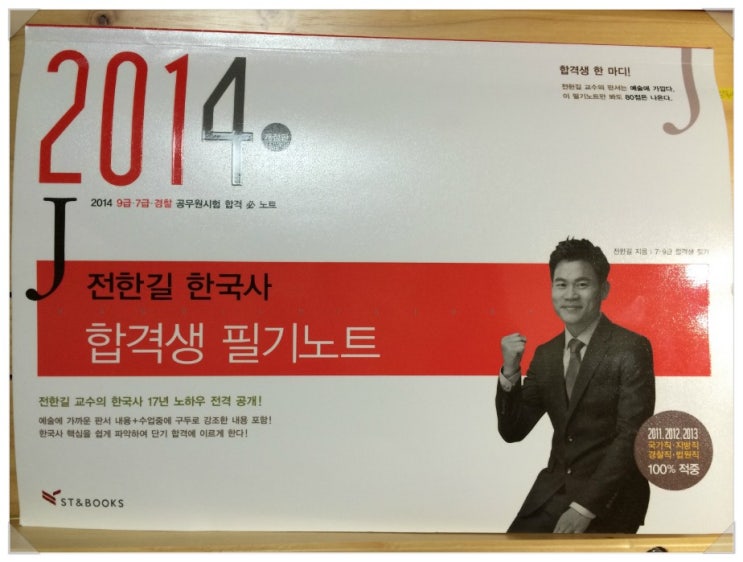 2014
개정판
합격생 한 마디!
전한길 교수의 판서는 예술에 가깝다.
이 필기노트만 봐도 80점은 나온다.
J
2014 9급·7급·경찰 공무원시험 합격 必 노트
J
전한길 지음 : 7·9급 합격생 필기
전한길 한국사
합격생 필기노트
전한길 교수의 한국사 17년 노하우 전격 공개!
예술에 가까운 판서 내용+수업중에 구두로 강조한 내용 포함!
한국사 핵심을 쉽게 파악하여 단기 합격에 이르게 한다!
2011, 2012, 2013
국가직·지방직
경찰직·법원직
100% 적중
ST&BOOKS